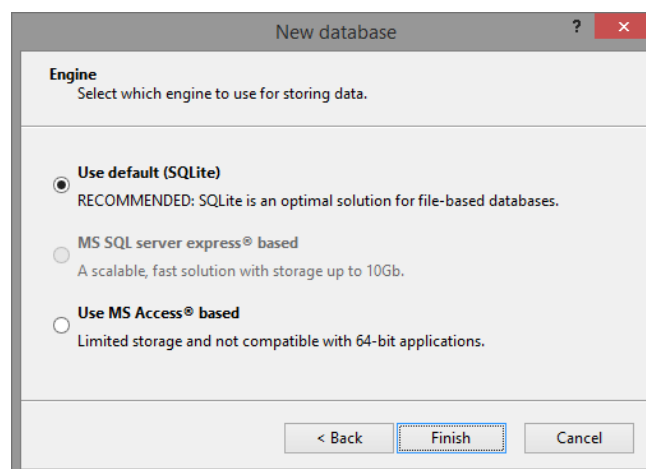 New database
?
×
Engine
Select which engine to use for storing data.
Use default (SQLite)
RECOMMENDED: SQLite is an optimal solution for file-based databases.
MS SQL server express® based
A scalable, fast solution with storage up to 10Gb.
Use MS Access® based
Limited storage and not compatible with 64-bit applications.
< Back Finish Cancel